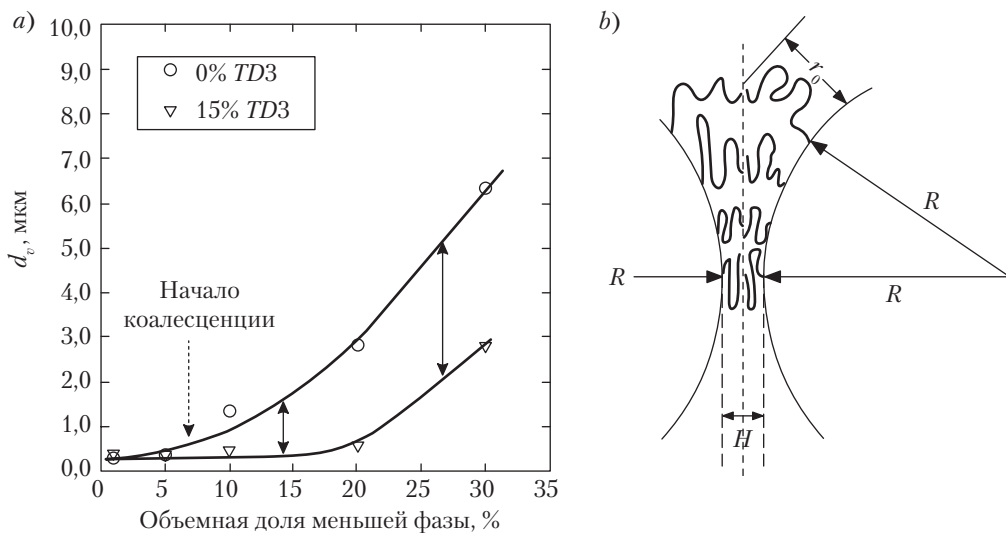 a)
10,0
9,0
8,0
7,0
6,0
5,0
4,0
3,0
2,0
1,0
0,0
d_v, мкм
0% TD3
15% TD3
Начало
коалесценции
0 5 10 15 20 25 30 35
Объемная доля меньшей фазы, %
b)
r_0
R
R
R
H